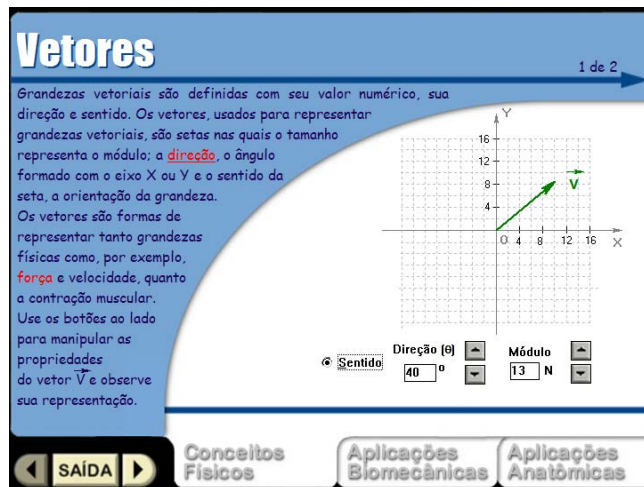 Vetores
1 de 2
Grandezas vetoriais são definidas com seu valor numérico, sua
direção e sentido. Os vetores, usados para representar
grandezas vetoriais, são setas nas quais o tamanho
representa o módulo; a direção, o ângulo
formado com o eixo X ou Y e o sentido da
seta, a orientação da grandeza.
Os vetores são formas de
representar tanto grandezas
físicas como, por exemplo,
força e velocidade, quanto
a contração muscular.
Use os botões ao lado
para manipular as
propriedades
do vetor V e observe
sua representação.
Y
16
12
8
4
V
0 4 8 12 16 X
Sentido
Direção (θ)
40 º
Módulo
13 N
SAÍDA
Conceitos
Físicos
Aplicações
Biomecânicas
Aplicações
Anatômicas